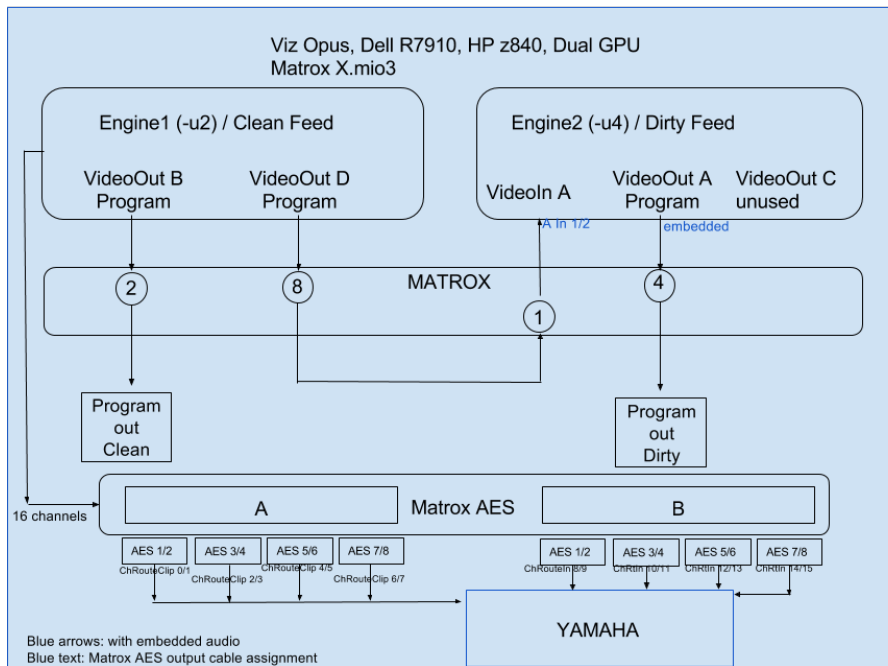 Viz Opus, Dell R7910, HP z840, Dual GPU
Matrox X.mio3
Engine1 (-u2) / Clean Feed
Engine2 (-u4) / Dirty Feed
VideoOut B
Program
VideoOut D
Program
VideoIn A
VideoOut A
Program
VideoOut C
unused
A In 1/2
embedded
MATROX
2
8
1
4
Program
out
Clean
Program
out
Dirty
16 channels
A
Matrox AES
B
AES 1/2
AES 3/4
AES 5/6
AES 7/8
AES 1/2
AES 3/4
AES 5/6
AES 7/8
ChRouteClip 0/1
ChRouteClip 2/3
ChRouteClip 4/5
ChRouteClip 6/7
ChRouteIn 8/9
ChRtIn 10/11
ChRtIn 12/13
ChRtIn 14/15
YAMAHA
Blue arrows: with embedded audio
Blue text: Matrox AES output cable assignment